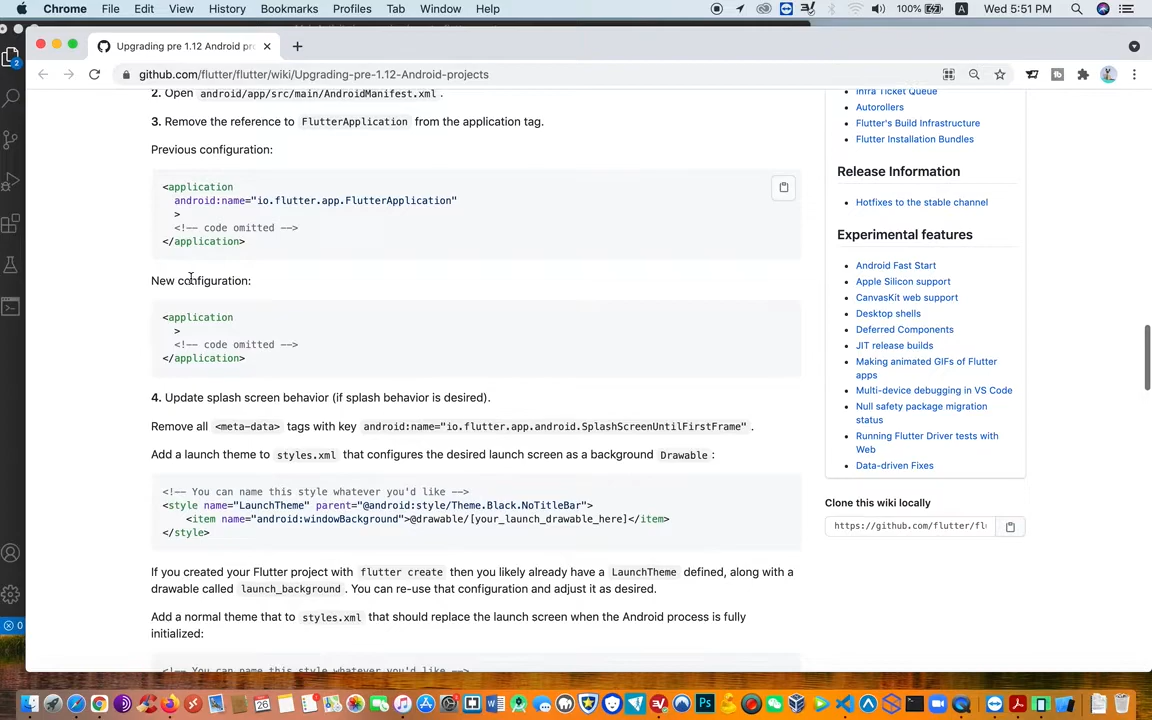 Chrome File Edit View History Bookmarks Profiles Tab Window Help 100% A Wed 5:51 PM
Upgrading pre 1.12 Android pr
github.com/flutter/flutter/wiki/Upgrading-pre-1.12-Android-projects
2. Open android/app/src/main/AndroidManifest.xml .
3. Remove the reference to FlutterApplication from the application tag.
Previous configuration:
<application
android:name="io.flutter.app.FlutterApplication"
>
<!-- code omitted -->
</application>
New configuration:
<application
>
<!-- code omitted -->
</application>
4. Update splash screen behavior (if splash behavior is desired).
Remove all <meta-data> tags with key android:name="io.flutter.app.android.SplashScreenUntilFirstFrame" .
Add a launch theme to styles.xml that configures the desired launch screen as a background Drawable :
<!-- You can name this style whatever you'd like -->
<style name="LaunchTheme" parent="@android:style/Theme.Black.NoTitleBar">
<item name="android:windowBackground">@drawable/[your_launch_drawable_here]</item>
</style>
If you created your Flutter project with flutter create then you likely already have a LaunchTheme defined, along with a
drawable called launch_background . You can re-use that configuration and adjust it as desired.
Add a normal theme that to styles.xml that should replace the launch screen when the Android process is fully
initialized:
<!-- You can name this style whatever you'd like -->
Infra Ticket Queue
Autorollers
Flutter's Build Infrastructure
Flutter Installation Bundles
Release Information
Hotfixes to the stable channel
Experimental features
Android Fast Start
Apple Silicon support
CanvasKit web support
Desktop shells
Deferred Components
JIT release builds
Making animated GIFs of Flutter
apps
Multi-device debugging in VS Code
Null safety package migration
status
Running Flutter Driver tests with
Web
Data-driven Fixes
Clone this wiki locally
https://github.com/flutter/fl
2
0
26
W
Ps